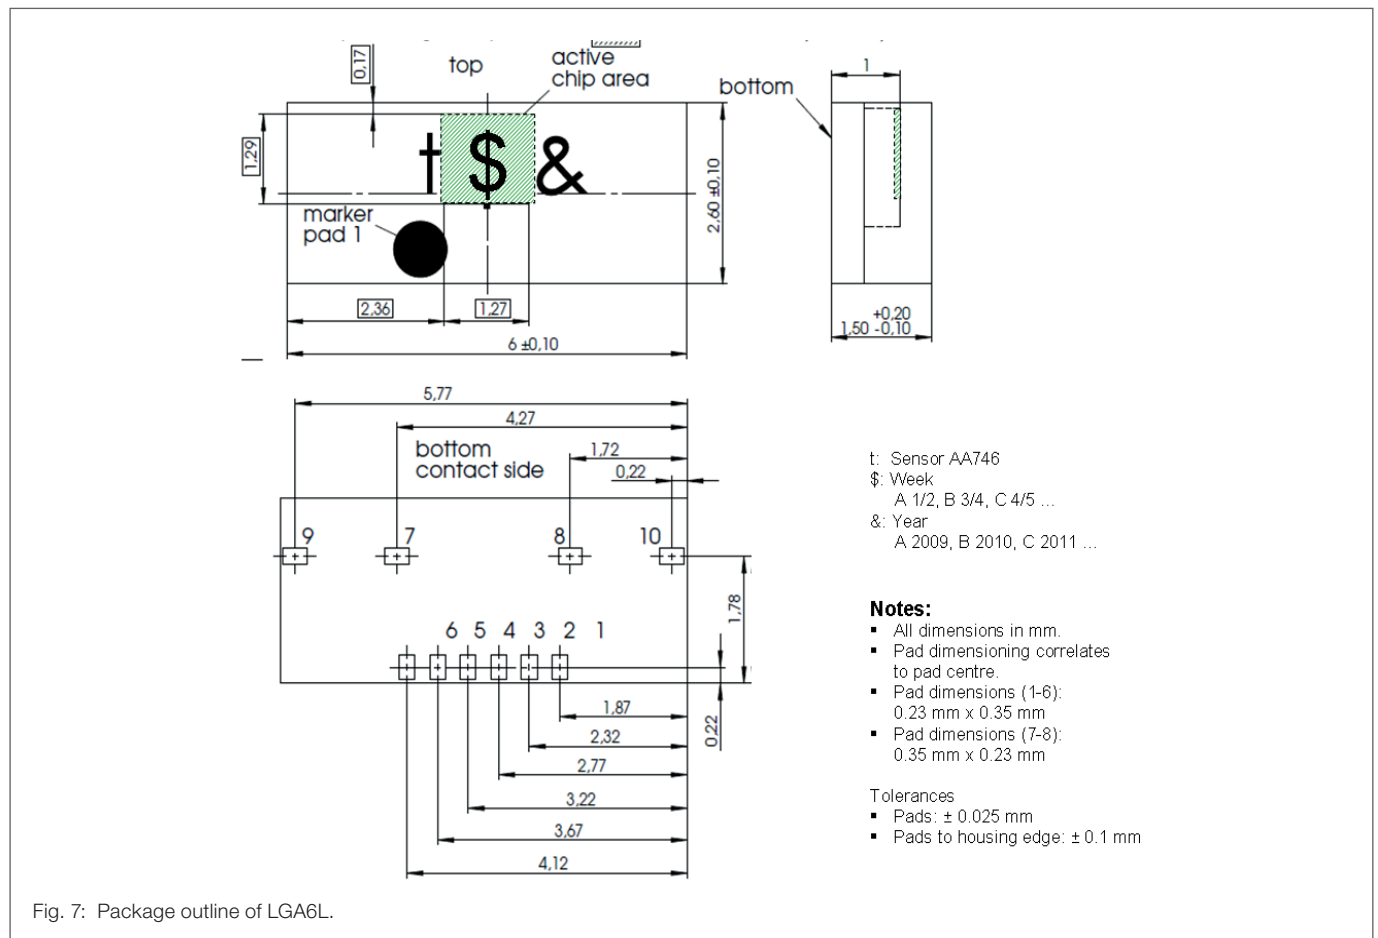 0,17
top
active
chip area
1
bottom
1,29
t $ &
2,60 ±0,10
marker
pad 1
2,36
1,27
6 ±0,10
+0,20
1,50 -0,10
5,77
4,27
bottom
contact side
1,72
0,22
9
7
8
10
1,78
6 5 4 3 2 1
0,22
1,87
2,32
2,77
3,22
3,67
4,12
t: Sensor AA746
$: Week
A 1/2, B 3/4, C 4/5 ...
&: Year
A 2009, B 2010, C 2011 ...
Notes:
▪ All dimensions in mm.
▪ Pad dimensioning correlates
to pad centre.
▪ Pad dimensions (1-6):
0.23 mm x 0.35 mm
▪ Pad dimensions (7-8):
0.35 mm x 0.23 mm
Tolerances
▪ Pads: ± 0.025 mm
▪ Pads to housing edge: ± 0.1 mm
Fig. 7: Package outline of LGA6L.